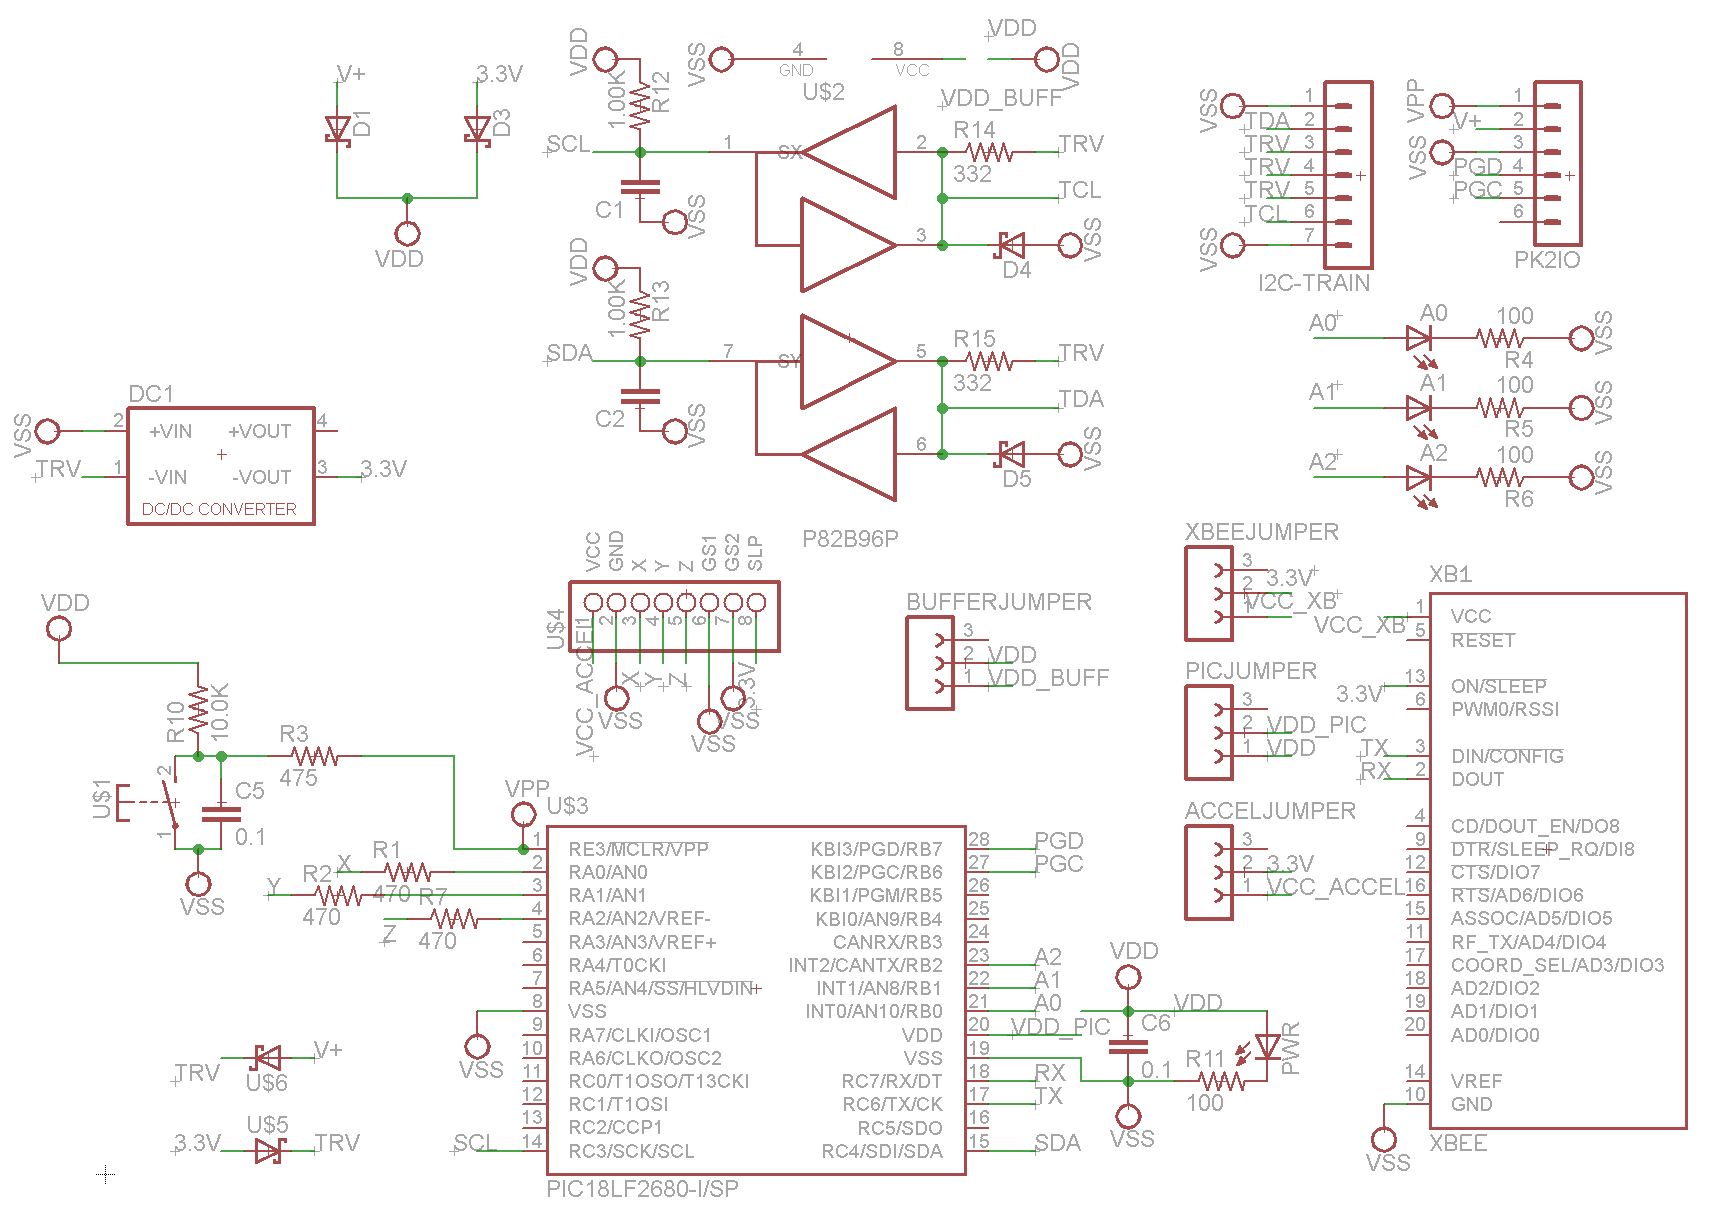 V+
D1
3.3V
D3
VDD
VDD
1.00K
R12
SCL
C1
VSS
VDD
1.00K
R13
SDA
C2
VSS
VSS
4
GND
8
VCC
VDD
VDD
U$2
VDD_BUFF
1
SX
2
R14
332
TRV
TCL
3
D4
VSS
7
SY
5
R15
332
TRV
TDA
6
D5
VSS
P82B96P
VSS
TDA
TRV
TRV
TRV
TCL
VSS
1
2
3
4
5
6
7
I2C-TRAIN
VPP
V+
VSS
PGD
PGC
1
2
3
4
5
6
PK2IO
A0
A0
100
R4
VSS
A1
A1
100
R5
VSS
A2
A2
100
R6
VSS
DC1
VSS
2
+VIN
+VOUT
4
TRV
1
-VIN
-VOUT
3
3.3V
DC/DC CONVERTER
VCC
GND
X
Y
Z
GS1
GS2
SLP
U$4
1
2
3
4
5
6
7
8
VCC_ACCEL
VSS
X
Y
Z
VSS
VSS
3.3V
BUFFERJUMPER
3
2
VDD
1
VDD_BUFF
XBEEJUMPER
3
2
3.3V
1
VCC_XB
PICJUMPER
3
2
VDD_PIC
1
VDD
ACCELJUMPER
3
2
3.3V
1
VCC_ACCEL
XB1
VCC_XB
1
VCC
5
RESET
3.3V
13
ON/SLEEP
6
PWM0/RSSI
TX
3
DIN/CONFIG
RX
2
DOUT
4
CD/DOUT_EN/DO8
9
DTR/SLEEP_RQ/DI8
12
CTS/DIO7
16
RTS/AD6/DIO6
15
ASSOC/AD5/DIO5
11
RF_TX/AD4/DIO4
17
COORD_SEL/AD3/DIO3
18
AD2/DIO2
19
AD1/DIO1
20
AD0/DIO0
14
VREF
10
GND
VSS
XBEE
VDD
R10
10.0K
R3
475
U$1
2
1
C5
0.1
VSS
VPP
U$3
X
R1
470
Y
R2
470
Z
R7
470
1
RE3/MCLR/VPP
2
RA0/AN0
3
RA1/AN1
4
RA2/AN2/VREF-
5
RA3/AN3/VREF+
6
RA4/T0CKI
7
RA5/AN4/SS/HLVDIN
8
VSS
VSS
9
RA7/CLKI/OSC1
10
RA6/CLKO/OSC2
11
RC0/T1OSO/T13CKI
12
RC1/T1OSI
13
RC2/CCP1
SCL
14
RC3/SCK/SCL
KBI3/PGD/RB7
28
PGD
KBI2/PGC/RB6
27
PGC
KBI1/PGM/RB5
26
KBI0/AN9/RB4
25
CANRX/RB3
24
INT2/CANTX/RB2
23
A2
INT1/AN8/RB1
22
A1
INT0/AN10/RB0
21
A0
VDD
20
VDD_PIC
VSS
19
RC7/RX/DT
18
RX
RC6/TX/CK
17
TX
RC5/SDO
16
RC4/SDI/SDA
15
SDA
PIC18LF2680-I/SP
VDD
VDD
C6
0.1
R11
100
PWR
VSS
TRV
U$6
V+
3.3V
U$5
TRV